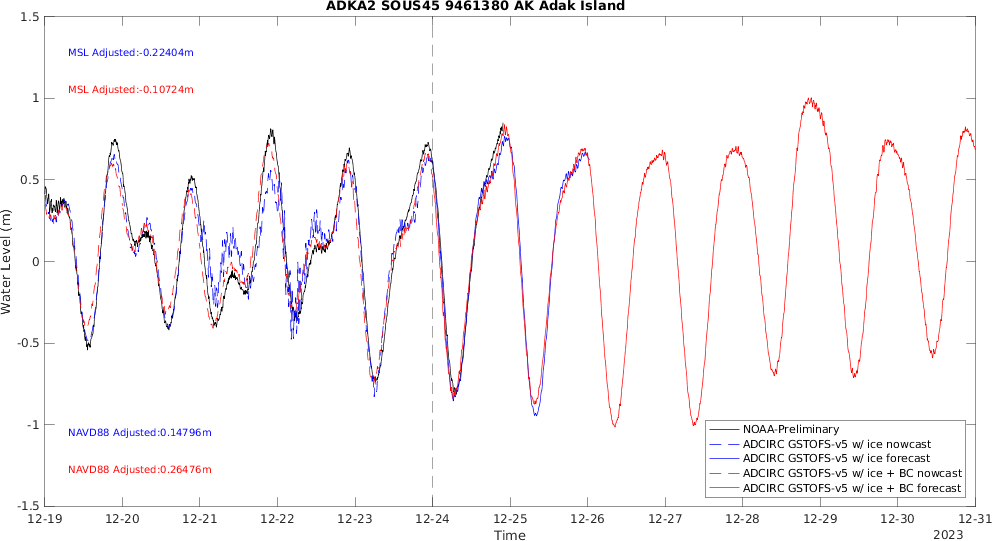 ADKA2 SOUS45 9461380 AK Adak Island
1.5
MSL Adjusted:-0.22404m
MSL Adjusted:-0.10724m
1
0.5
0
-0.5
-1
-1.5
Water Level (m)
NAVD88 Adjusted:0.14796m
NAVD88 Adjusted:0.26476m
NOAA-Preliminary
ADCIRC GSTOFS-v5 w/ ice nowcast
ADCIRC GSTOFS-v5 w/ ice forecast
ADCIRC GSTOFS-v5 w/ ice + BC nowcast
ADCIRC GSTOFS-v5 w/ ice + BC forecast
12-19 12-20 12-21 12-22 12-23 12-24 12-25 12-26 12-27 12-28 12-29 12-30 12-31
Time
2023